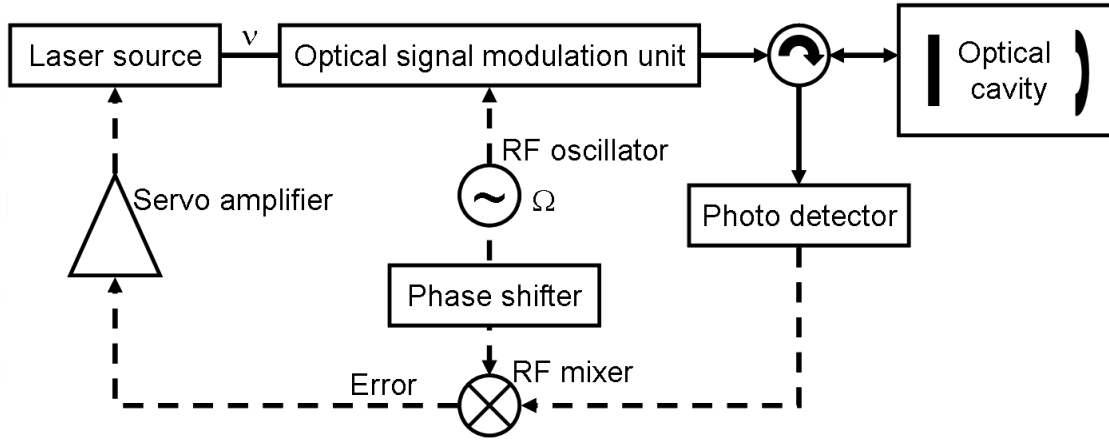 ν
Laser source
Optical signal modulation unit
Optical
cavity
RF oscillator
Servo amplifier
~
Ω
Photo detector
Phase shifter
RF mixer
Error